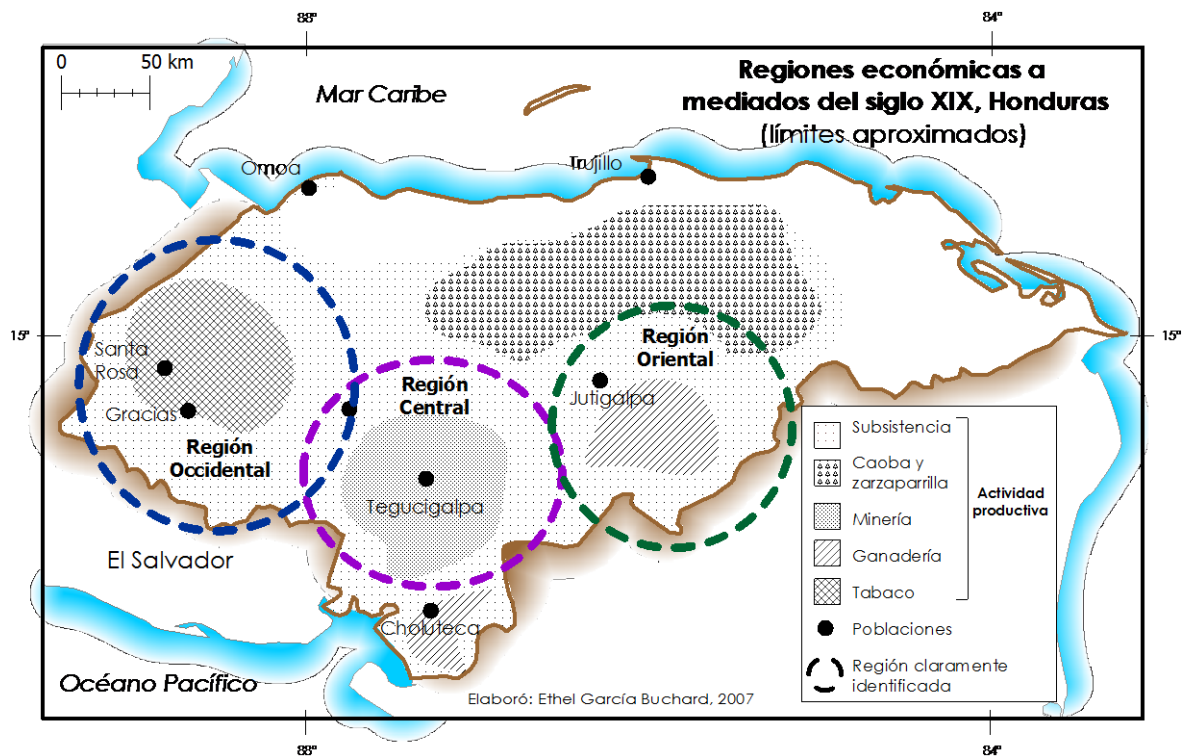 88°
84°
0
50 km
Mar Caribe
Regiones económicas a
mediados del siglo XIX, Honduras
(límites aproximados)
Omoa
Trujillo
15°
15°
Santa
Rosa
Gracias
Región
Occidental
Región
Central
Tegucigalpa
Región
Oriental
Jutigalpa
El Salvador
Choluteca
Océano Pacífico
Subsistencia
Caoba y
zarzaparrilla
Minería
Ganadería
Tabaco
Actividad
productiva
Poblaciones
Región claramente
identificada
Elaboró: Ethel García Buchard, 2007
88°
84°